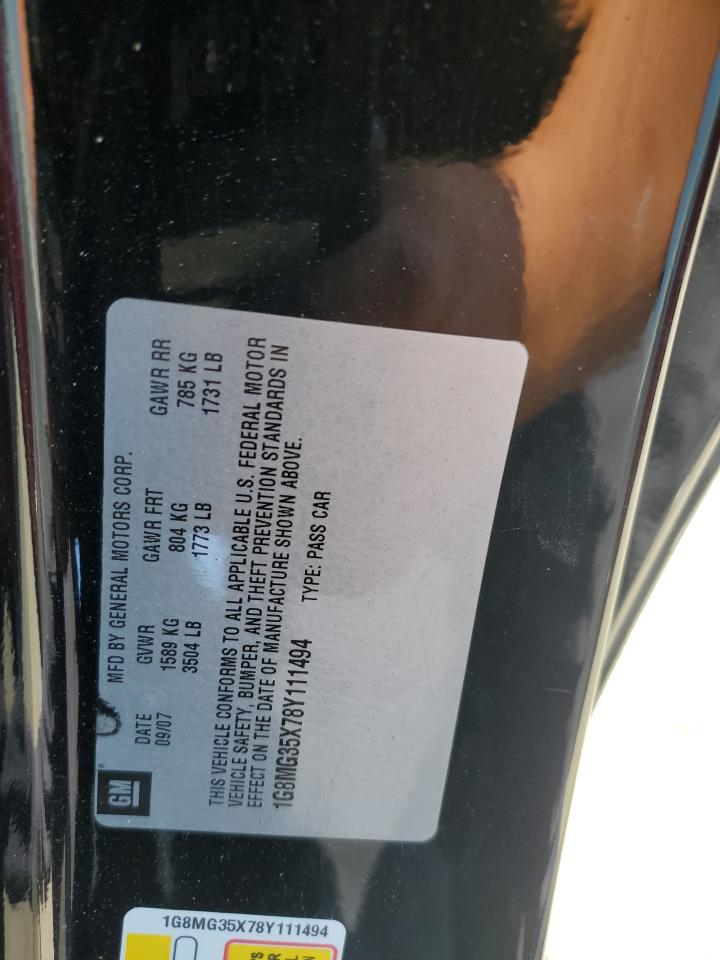 MFD BY GENERAL MOTORS CORP.
DATE GVWR GAWR FRT GAWR RR
09/07 1589 KG 804 KG 785 KG
3504 LB 1773 LB 1731 LB
THIS VEHICLE CONFORMS TO ALL APPLICABLE U.S. FEDERAL MOTOR
VEHICLE SAFETY, BUMPER, AND THEFT PREVENTION STANDARDS IN
EFFECT ON THE DATE OF MANUFACTURE SHOWN ABOVE.
1G8MG35X78Y111494 TYPE: PASS CAR
GM ®
1G8MG35X78Y111494